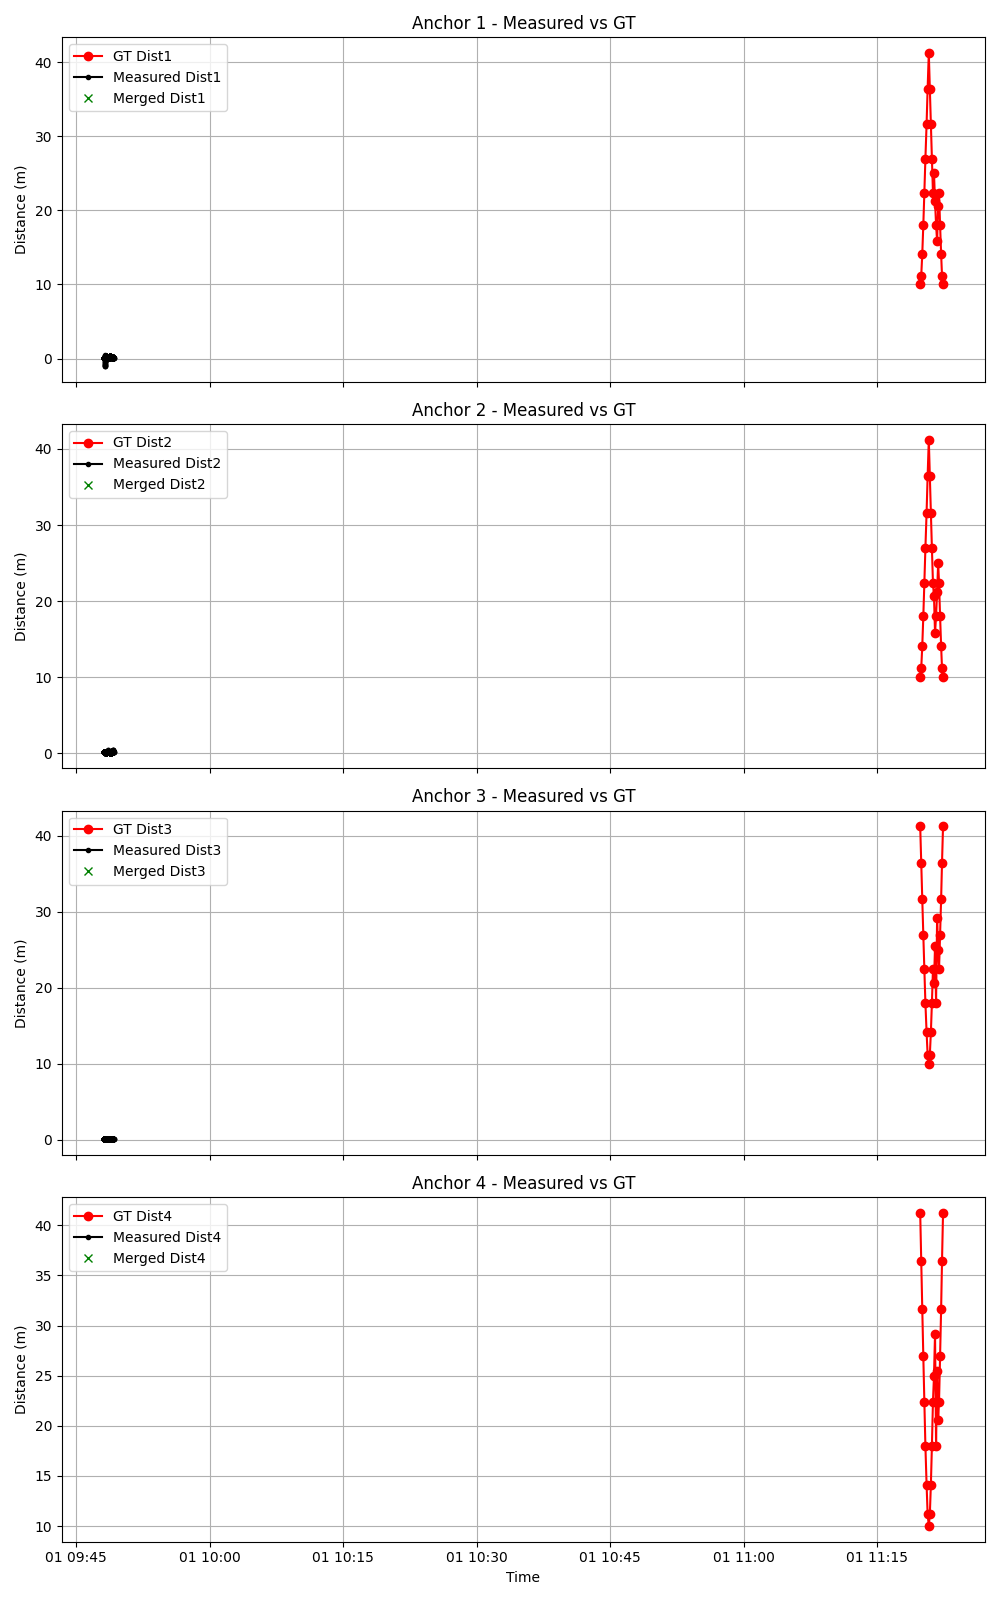 Anchor 1 - Measured vs GT
GT Dist1
Measured Dist1
Merged Dist1
Distance (m)
40
30
20
10
0
Anchor 2 - Measured vs GT
GT Dist2
Measured Dist2
Merged Dist2
Distance (m)
40
30
20
10
0
Anchor 3 - Measured vs GT
GT Dist3
Measured Dist3
Merged Dist3
Distance (m)
40
30
20
10
0
Anchor 4 - Measured vs GT
GT Dist4
Measured Dist4
Merged Dist4
Distance (m)
40
35
30
25
20
15
10
01 09:45 01 10:00 01 10:15 01 10:30 01 10:45 01 11:00 01 11:15
Time